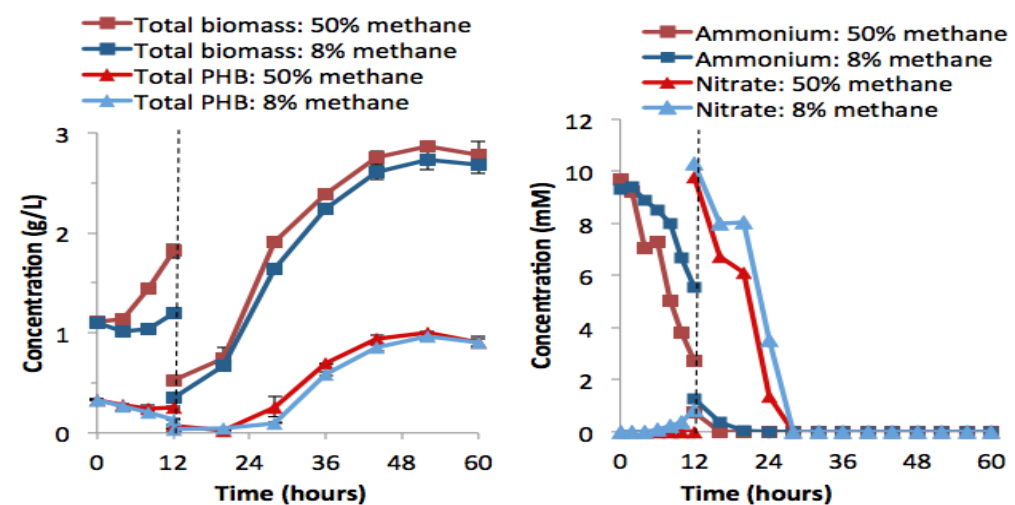 Total biomass: 50% methane
Total biomass: 8% methane
Total PHB: 50% methane
Total PHB: 8% methane
Concentration (g/L)
3
2
1
0
0 12 24 36 48 60
Time (hours)
Ammonium: 50% methane
Ammonium: 8% methane
Nitrate: 50% methane
Nitrate: 8% methane
Concentration (mM)
12
10
8
6
4
2
0
0 12 24 36 48 60
Time (hours)